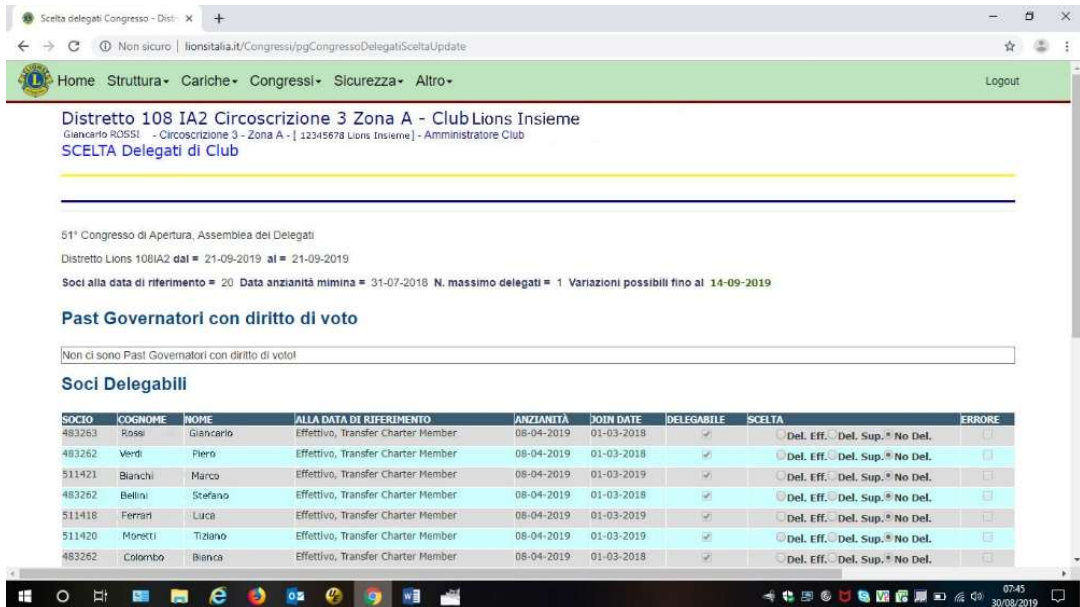 Scelta delegati Congresso - Dist
Non sicuro | lionsitalia.it/Congressi/pgCongressoDelegatiSceltaUpdate
Home Struttura Cariche Congressi Sicurezza Altro Logout
Distretto 108 IA2 Circoscrizione 3 Zona A - Club Lions Insieme
Giancarlo ROSSI - Circoscrizione 3 - Zona A - [ 12345678 Lions Insieme] - Amministratore Club
SCELTA Delegati di Club
51° Congresso di Apertura, Assemblea dei Delegati
Distretto Lions 108IA2 dal = 21-09-2019 al = 21-09-2019
Soci alla data di riferimento = 20 Data anzianità mimina = 31-07-2018 N. massimo delegati = 1 Variazioni possibili fino al 14-09-2019
Past Governatori con diritto di voto
Non ci sono Past Governatori con diritto di voto!
Soci Delegabili
SOCIO COGNOME NOME ALLA DATA DI RIFERIMENTO ANZIANITÀ JOIN DATE DELEGABILE SCELTA ERRORE
483263 Rossi Giancarlo Effettivo, Transfer Charter Member 08-04-2019 01-03-2018 Del. Eff. Del. Sup. No Del.
483262 Verdi Piero Effettivo, Transfer Charter Member 08-04-2019 01-03-2018 Del. Eff. Del. Sup. No Del.
511421 Bianchi Marco Effettivo, Transfer Charter Member 08-04-2019 01-03-2019 Del. Eff. Del. Sup. No Del.
483262 Bellini Stefano Effettivo, Transfer Charter Member 08-04-2019 01-03-2018 Del. Eff. Del. Sup. No Del.
511418 Ferrari Luca Effettivo, Transfer Charter Member 08-04-2019 01-03-2019 Del. Eff. Del. Sup. No Del.
511420 Moretti Tiziano Effettivo, Transfer Charter Member 08-04-2019 01-03-2019 Del. Eff. Del. Sup. No Del.
483262 Colombo Bianca Effettivo, Transfer Charter Member 08-04-2019 01-03-2018 Del. Eff. Del. Sup. No Del.
07:45
30/08/2019